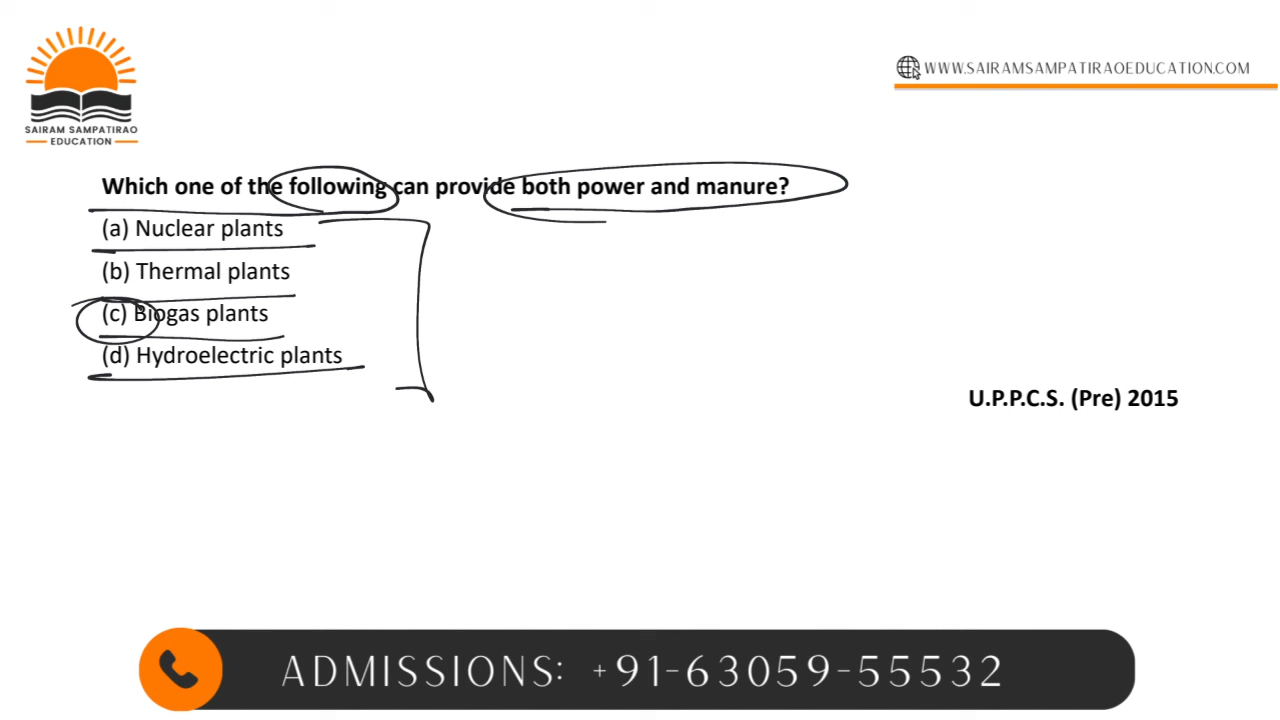 SAIRAM SAMPATIRAO
EDUCATION
WWW.SAIRAMSAMPATIRAOEDUCATION.COM
Which one of the following can provide both power and manure?
(a) Nuclear plants
(b) Thermal plants
(c) Biogas plants
(d) Hydroelectric plants
U.P.P.C.S. (Pre) 2015
ADMISSIONS: +91-63059-55532